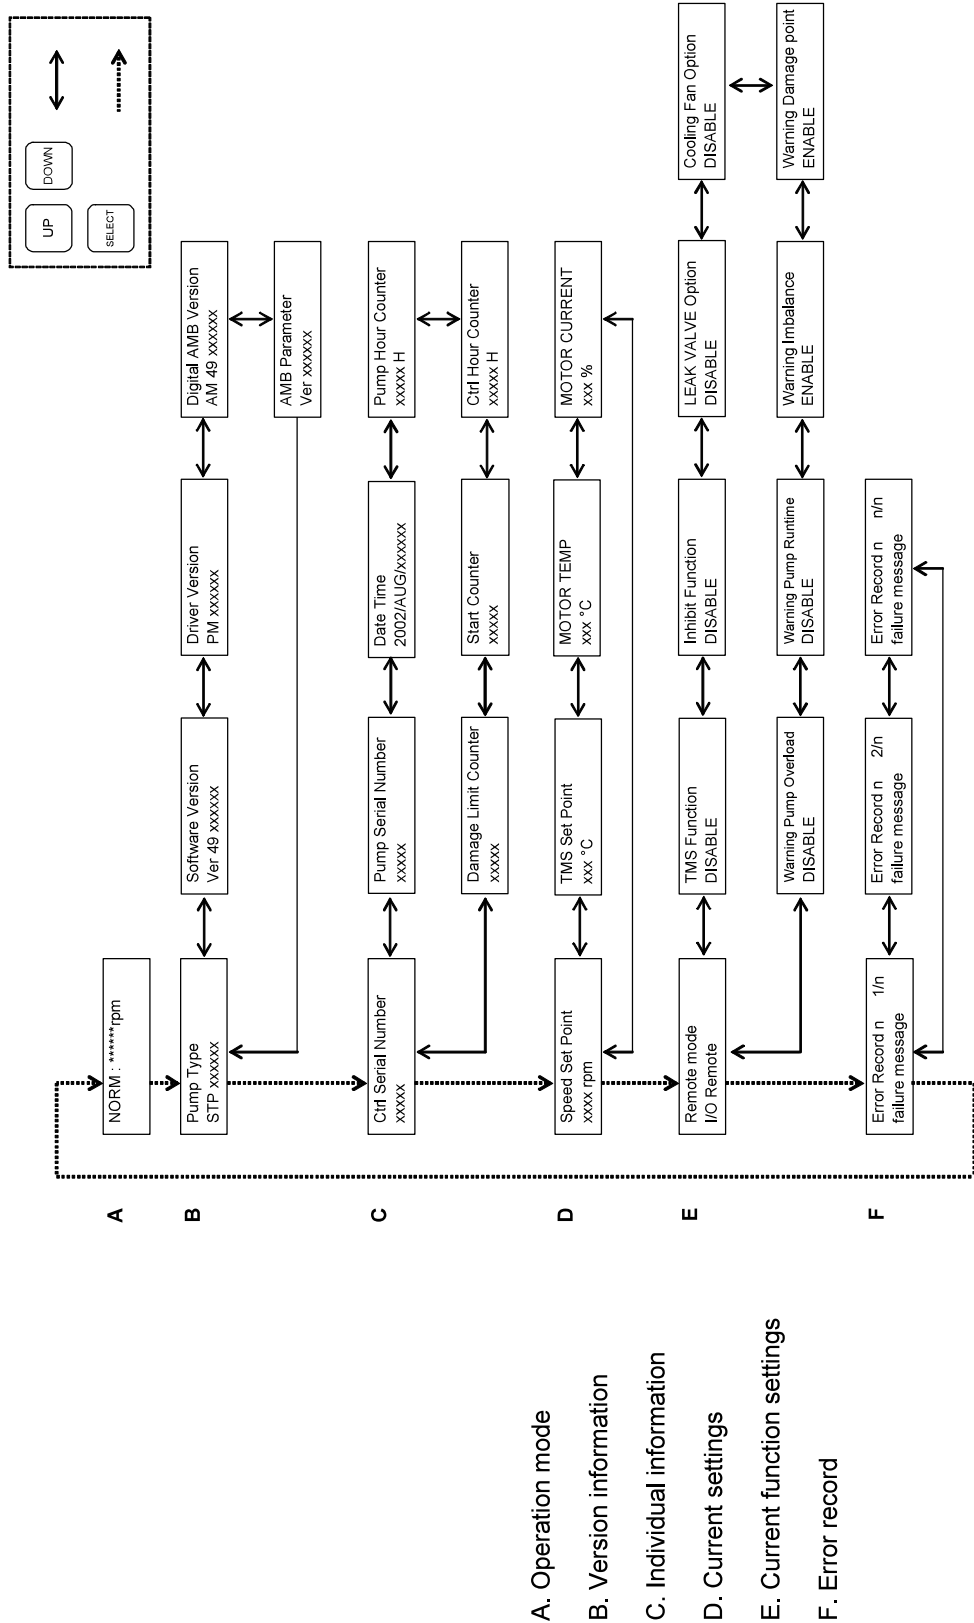 UP
DOWN
SELECT
A
NORM : ******rpm
B
Pump Type
STP xxxxxx
Software Version
Ver 49 xxxxxx
Driver Version
PM xxxxxx
Digital AMB Version
AM 49 xxxxxx
AMB Parameter
Ver xxxxxx
C
Ctrl Serial Number
xxxxx
Pump Serial Number
xxxxx
Date Time
2002/AUG/xxxxxx
Pump Hour Counter
xxxxx H
Damage Limit Counter
xxxxx
Start Counter
xxxxx
Ctrl Hour Counter
xxxxx H
D
Speed Set Point
xxxx rpm
TMS Set Point
xxx °C
MOTOR TEMP
xxx °C
MOTOR CURRENT
xxx %
E
Remote mode
I/O Remote
TMS Function
DISABLE
Inhibit Function
DISABLE
LEAK VALVE Option
DISABLE
Cooling Fan Option
DISABLE
Warning Pump Overload
DISABLE
Warning Pump Runtime
DISABLE
Warning Imbalance
ENABLE
Warning Damage point
ENABLE
F
Error Record n 1/n
failure message
Error Record n 2/n
failure message
Error Record n n/n
failure message
A. Operation mode
B. Version information
C. Individual information
D. Current settings
E. Current function settings
F. Error record